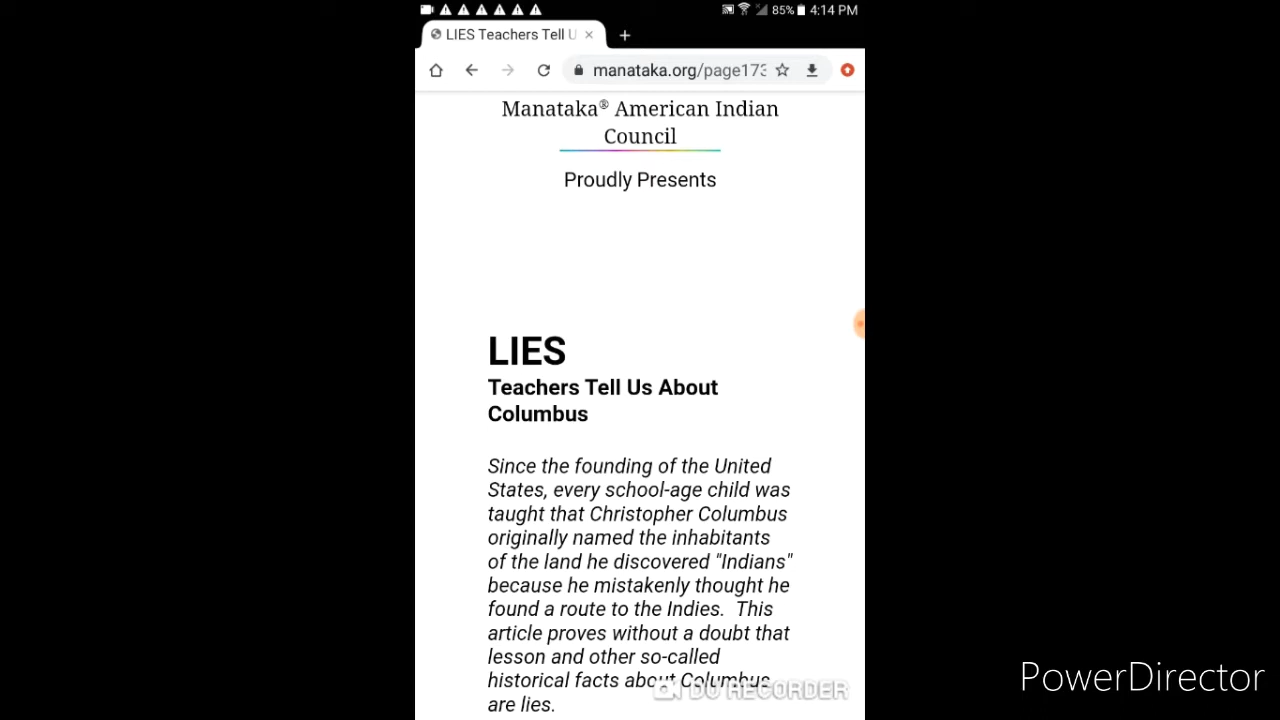 85% 4:14 PM
LIES Teachers Tell U
manataka.org/page173
Manataka® American Indian
Council
Proudly Presents
LIES
Teachers Tell Us About
Columbus
Since the founding of the United
States, every school-age child was
taught that Christopher Columbus
originally named the inhabitants
of the land he discovered "Indians"
because he mistakenly thought he
found a route to the Indies. This
article proves without a doubt that
lesson and other so-called
historical facts about Columbus
are lies.
DU RECORDER
PowerDirector